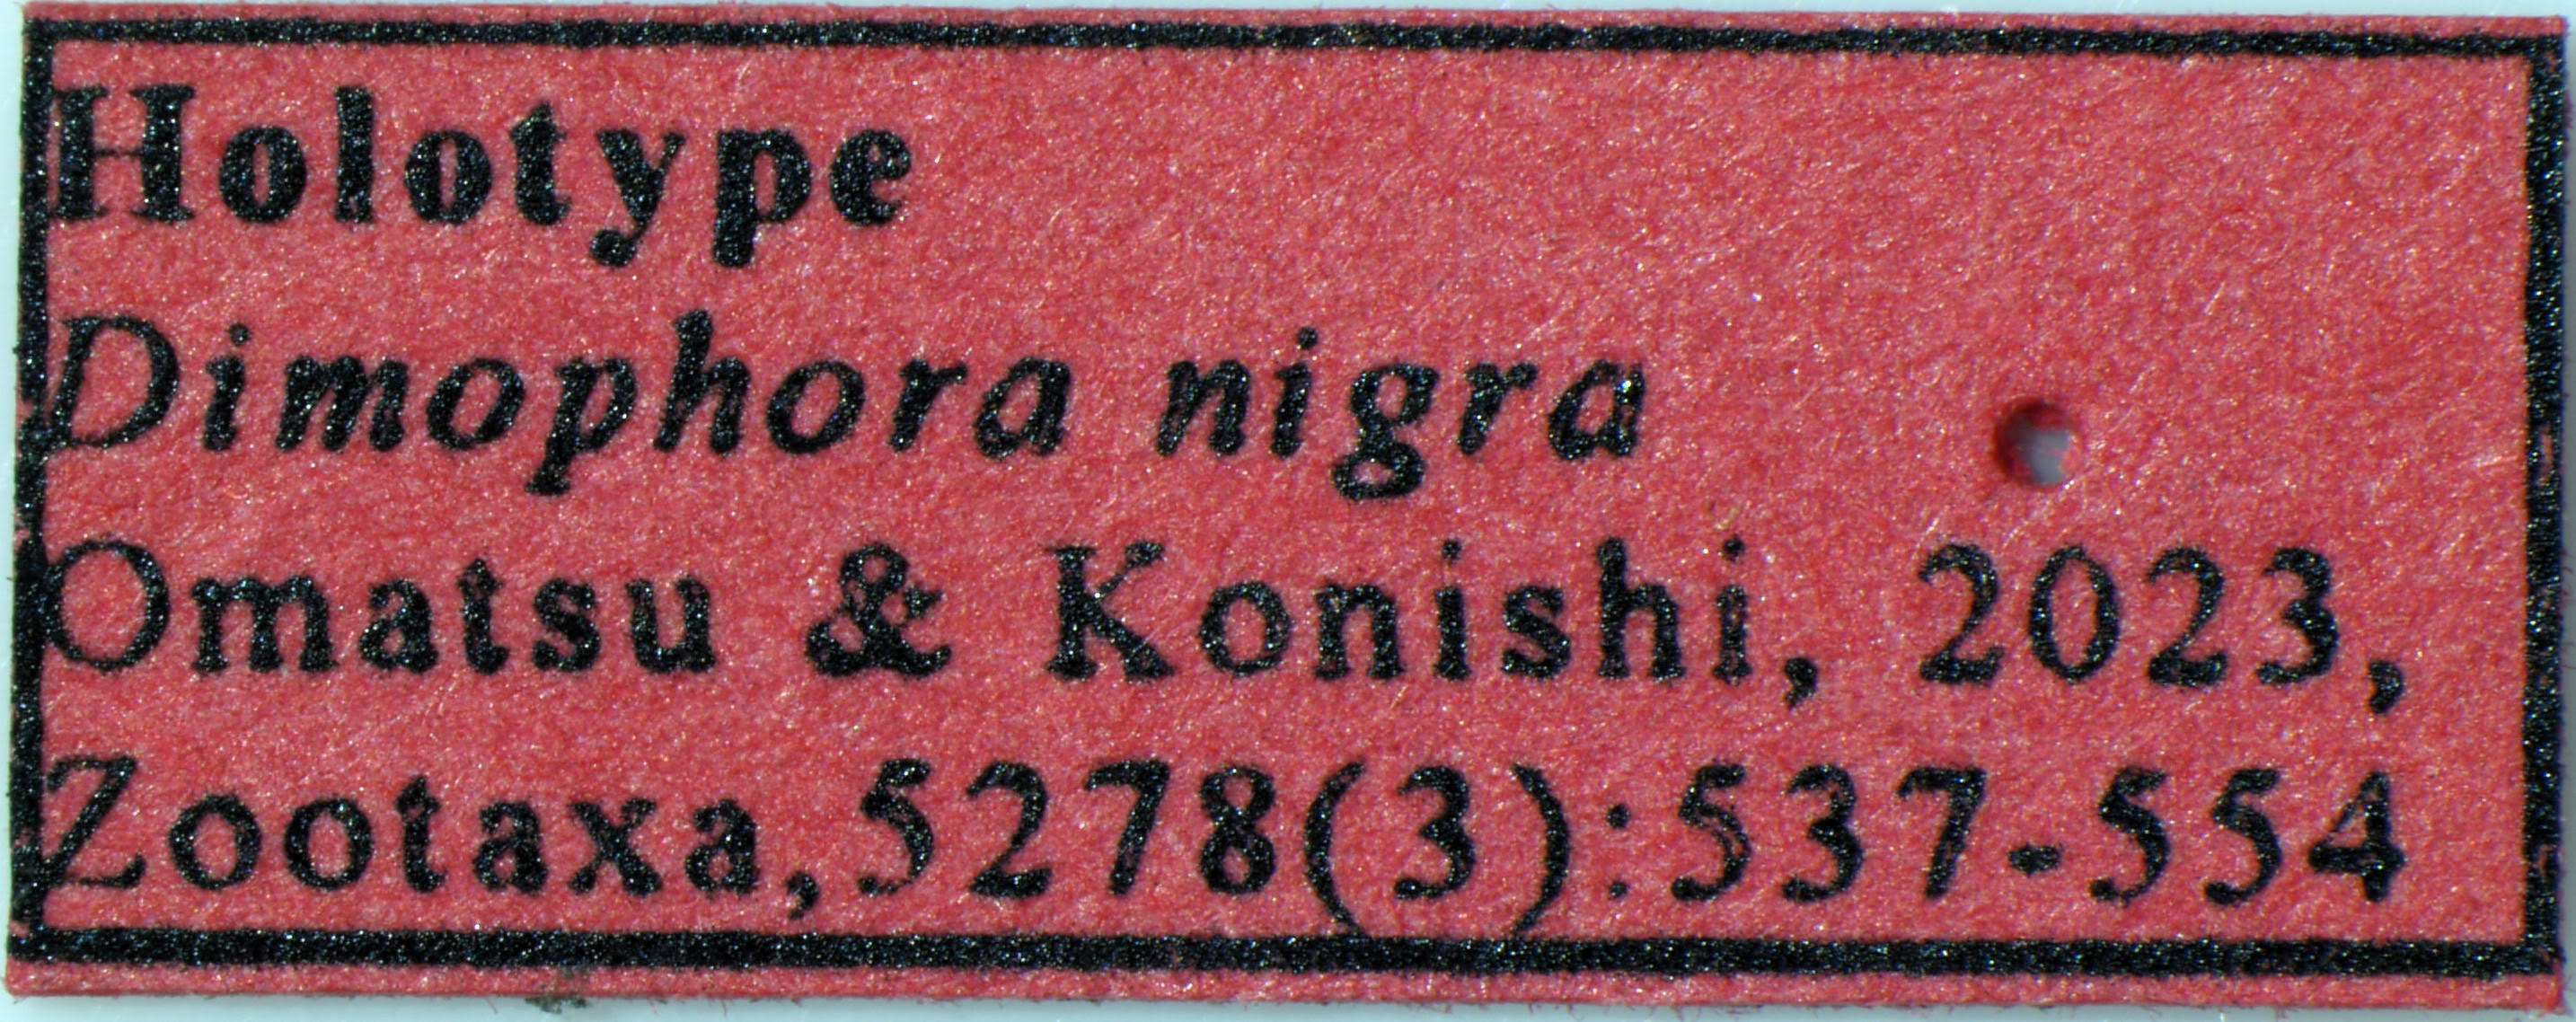 Holotype
Dimophora nigra
Omatsu & Konishi, 2023,
Zootaxa,5278(3):537-554